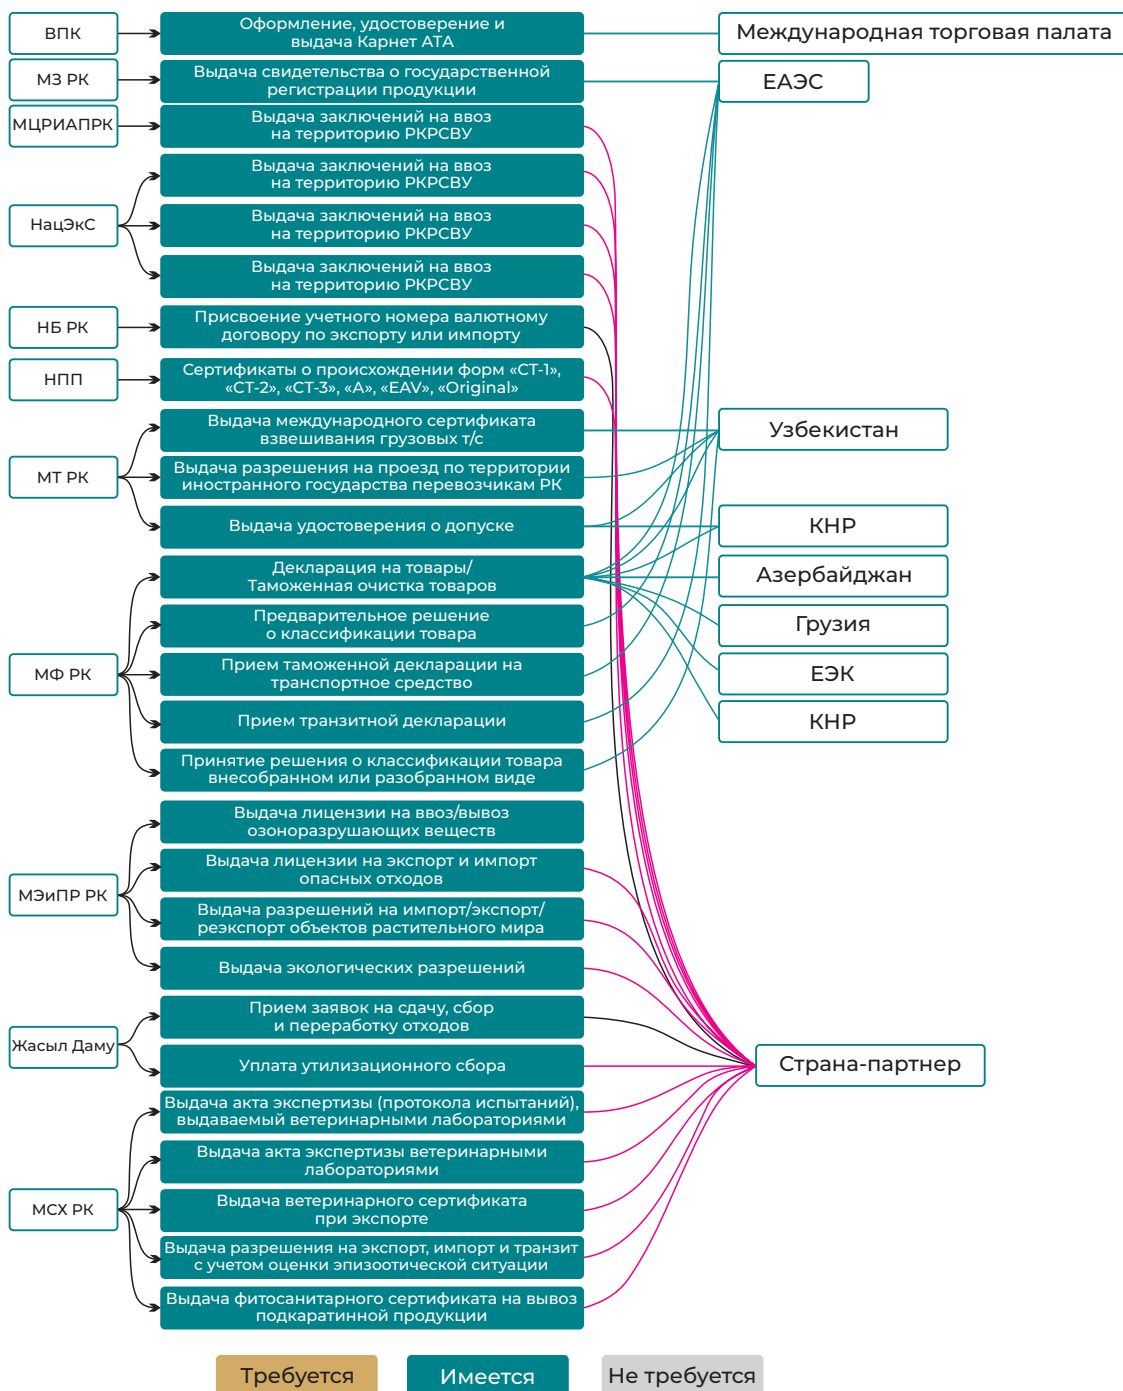 ВПК
Оформление, удостоверение и
выдача Карнет АТА
Международная торговая палата
МЗ РК
Выдача свидетельства о государственной
регистрации продукции
ЕАЭС
МЦРИАПРК
Выдача заключений на ввоз
на территорию РКРСВУ
НацЭкС
Выдача заключений на ввоз
на территорию РКРСВУ
Выдача заключений на ввоз
на территорию РКРСВУ
Выдача заключений на ввоз
на территорию РКРСВУ
НБ РК
Присвоение учетного номера валютному
договору по экспорту или импорту
НПП
Сертификаты о происхождении форм «СТ-1»,
«СТ-2», «СТ-3», «А», «EAV», «Original»
МТ РК
Выдача международного сертификата
взвешивания грузовых т/с
Выдача разрешения на проезд по территории
иностранного государства перевозчикам РК
Выдача удостоверения о допуске
Узбекистан
КНР
Азербайджан
Грузия
ЕЭК
КНР
МФ РК
Декларация на товары/
Таможенная очистка товаров
Предварительное решение
о классификации товара
Прием таможенной декларации на
транспортное средство
Прием транзитной декларации
Принятие решения о классификации товара
внесобранном или разобранном виде
МЭиПР РК
Выдача лицензии на ввоз/вывоз
озоноразрушающих веществ
Выдача лицензии на экспорт и импорт
опасных отходов
Выдача разрешений на импорт/экспорт/
реэкспорт объектов растительного мира
Выдача экологических разрешений
Жасыл Даму
Прием заявок на сдачу, сбор
и переработку отходов
Уплата утилизационного сбора
Страна-партнер
МСХ РК
Выдача акта экспертизы (протокола испытаний),
выдаваемый ветеринарными лабораториями
Выдача акта экспертизы ветеринарными
лабораториями
Выдача ветеринарного сертификата
при экспорте
Выдача разрешения на экспорт, импорт и транзит
с учетом оценки эпизоотической ситуации
Выдача фитосанитарного сертификата на вывоз
подкаратинной продукции
Требуется
Имеется
Не требуется